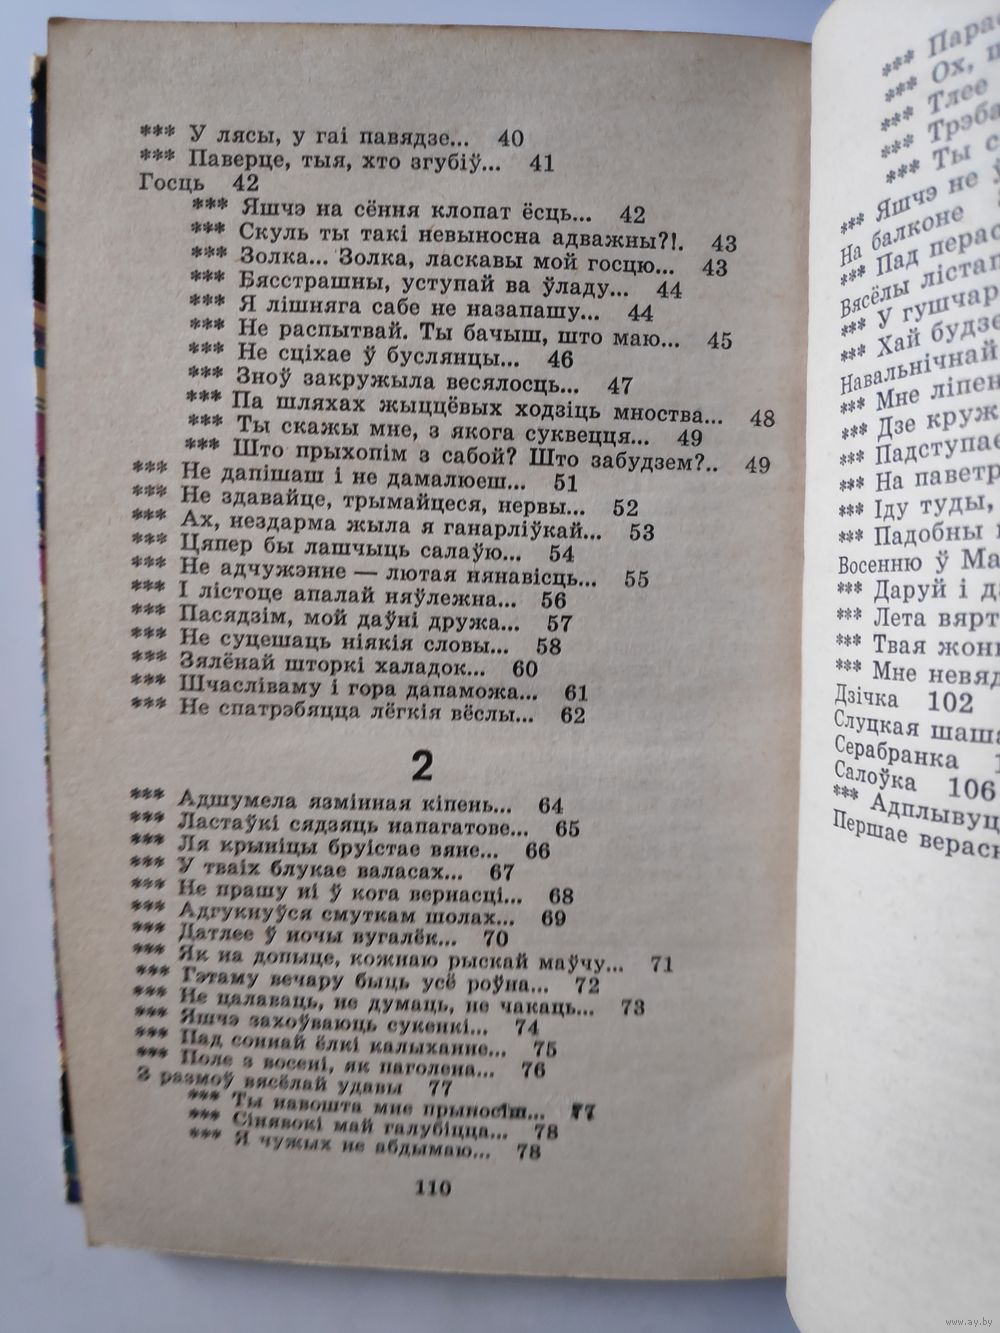 *** У лясы, у гаі павядзе... 40
*** Паверце, тыя, хто згубіў... 41
Госць 42
*** Яшчэ на сёння клопат ёсць... 42
*** Скуль ты такі невыносна адважны?!. 43
*** Золка... Золка, ласкавы мой госцю... 43
*** Бясстрашны, уступай ва ўладу... 44
*** Я лішняга сабе не назапашу... 44
*** Не распытвай. Ты бачыш, што маю... 45
*** Не сціхае ў буслянцы... 46
*** Зноў закружыла весялосць... 47
*** Па шляхах жыццёвых ходзіць мноства... 48
*** Ты скажы мне, з якога суквецця... 49
*** Што прыхопім з сабой? Што забудзем?.. 49
*** Не дапішаш і не дамалюеш... 51
*** Не здавайце, трымайцеся, нервы... 52
*** Ах, нездарма жыла я ганарліўкай... 53
*** Цяпер бы лашчыць салаўю... 54
*** Не адчужэнне — лютая нянавісць... 55
*** І лістоце апалай няўлежна... 56
*** Пасядзім, мой даўні дружа... 57
*** Не суцешаць ніякія словы... 58
*** Зялёнай шторкі халадок... 60
*** Шчасліваму і гора дапаможа... 61
*** Не спатрэбяцца лёгкія вёслы... 62
2
*** Адшумела язмінная кіпень... 64
*** Ластаўкі сядзяць напагатове... 65
*** Ля крыніцы бруістае вяне... 66
*** У тваіх блукае валасах... 67
*** Не прашу ні ў кога вернасці... 68
*** Адгукнуўся смуткам шолах... 69
*** Датлее ў ночы вугалёк... 70
*** Як на допыце, кожнаю рыскай маўчу... 71
*** Гэтаму вечару быць усё роўна... 72
*** Не цалаваць, не думаць, не чакаць... 73
*** Яшчэ захоўваюць сукенкі... 74
*** Пад соннай ёлкі калыханне... 75
*** Поле з восені, як паголена... 76
З размоў вясёлай удавы 77
*** Ты навошта мне прыносіш... 77
*** Сінявокі май галубіцца... 78
*** Я чужых не абдымаю... 78
110
*** Ох,
*** Тлее
*** Ты
*** Яшчэ не
На балконе
*** Пад
Вясёлы
*** У
*** Хай
Навальнічнай
*** Мне
*** Дзе
***
*** На
*** Іду туды,
*** Падобны
Восенню ў
*** Даруй і
*** Лета
*** Твая
*** Мне
Дзічка 102
Слуцкая
Серабранка
Салоўка 106
***
Першае
www.ay.by